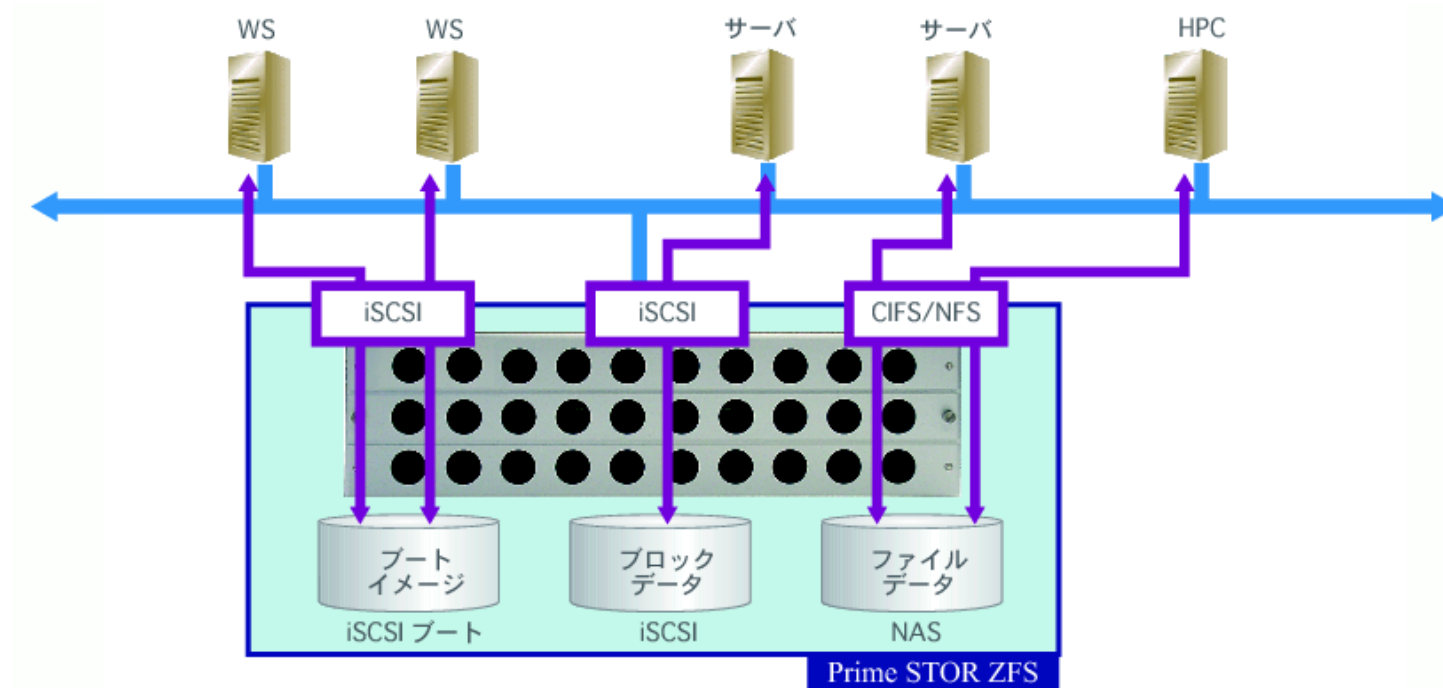 WS
WS
サーバ
サーバ
HPC
iSCSI
iSCSI
CIFS/NFS
ブート
イメージ
ブロック
データ
ファイル
データ
iSCSI ブート
iSCSI
NAS
Prime STOR ZFS